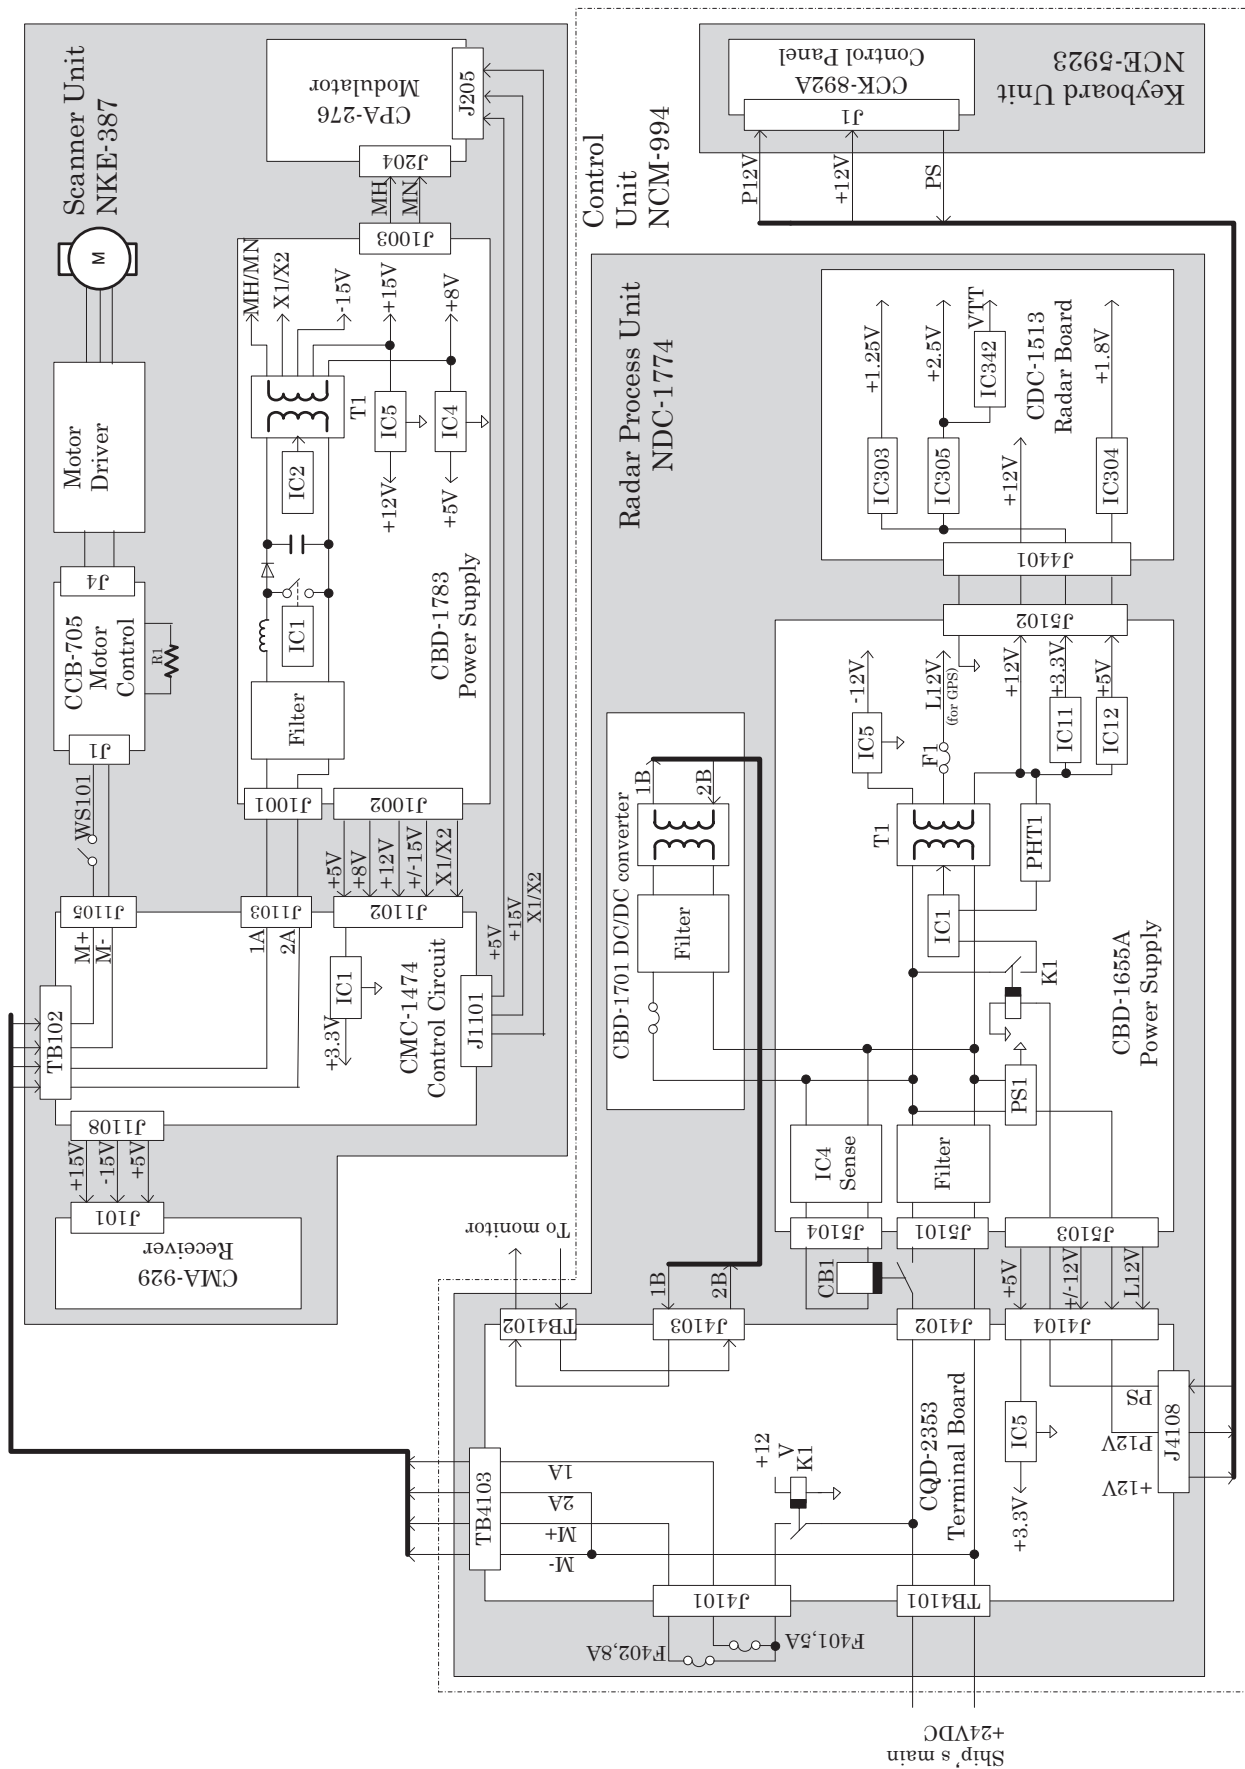 Scanner Unit
NKE-387
M
Motor
Driver
J4
CCB-705
Motor
Control
R1
J1
WS101
J1105
M+
M-
TB102
J1103
1A
2A
J1102
IC1
+3.3V
CMC-1474
Control Circuit
J1101
+5V
+15V
X1/X2
J1108
+15V
-15V
+5V
J101
CMA-929
Receiver
+5V
+8V
+12V
+/-15V
X1/X2
J1001
J1002
Filter
IC1
IC2
T1
MH/MN
X1/X2
-15V
+15V
+8V
IC5
IC4
+12V
+5V
CBD-1783
Power Supply
J1003
MH
MN
J204
CPA-276
Modulator
J205
Control
Unit
NCM-994
Keyboard Unit
NCE-5923
CCK-892A
Control Panel
J1
P12V
+12V
PS
Radar Process Unit
NDC-1774
CDC-1513
Radar Board
IC303
+1.25V
IC305
+2.5V
IC342
VTT
+12V
IC304
+1.8V
J4401
J5102
CBD-1701 DC/DC converter
Filter
1B
2B
CBD-1655A
Power Supply
IC5
-12V
F1
L12V
(for GPS)
+12V
+3.3V
+5V
IC11
IC12
T1
PHT1
IC1
K1
PS1
IC4
Sense
Filter
J5104
J5101
J5103
CB1
+5V
+/-12V
L12V
To monitor
1B
2B
TB4102
J4103
J4102
J4104
CQD-2353
Terminal Board
IC5
+3.3V
PS
P12V
+12V
J4108
+12
V
K1
TB4103
1A
2A
M+
M-
J4101
TB4101
F402,8A
F401,5A
Ship's main
+24VDC